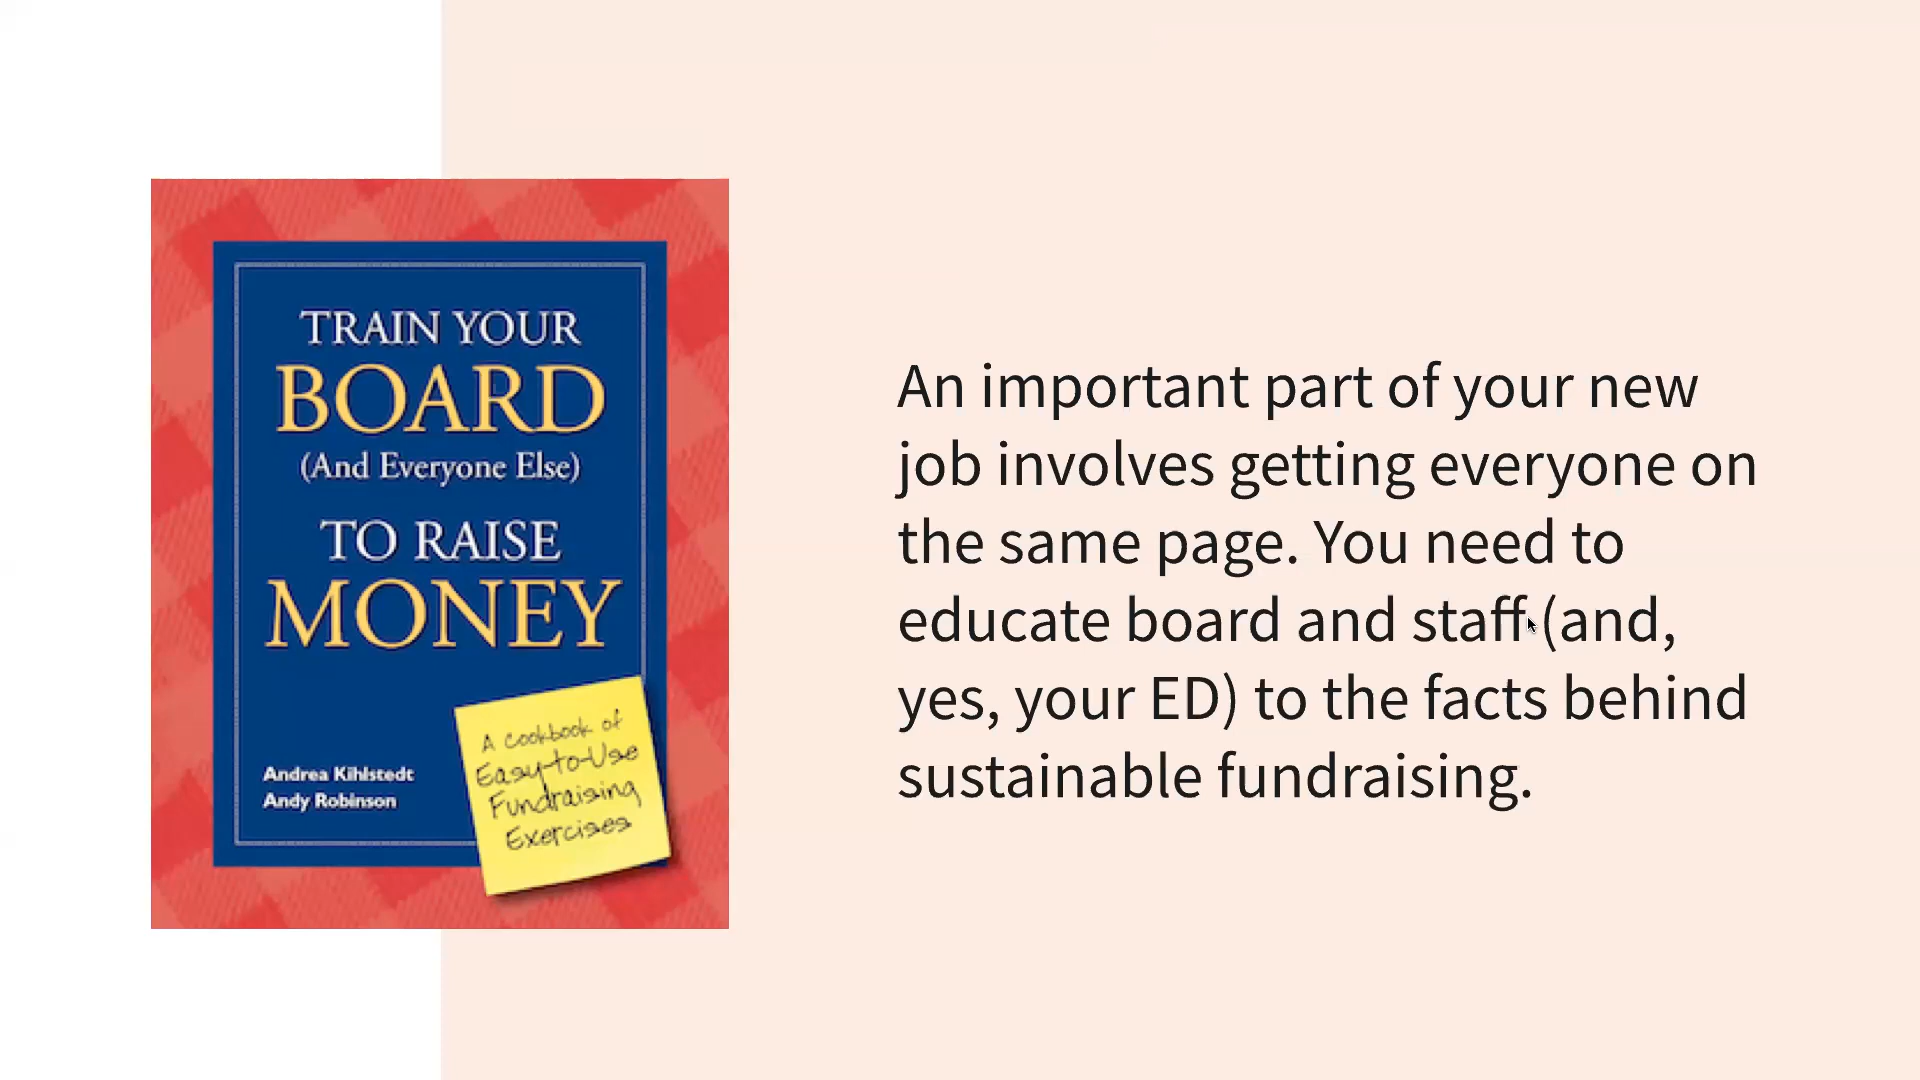 TRAIN YOUR
BOARD
(And Everyone Else)
TO RAISE
MONEY
Andrea Kihlstedt
Andy Robinson
A Cookbook of
Easy-to-Use
Fundraising
Exercises
An important part of your new
job involves getting everyone on
the same page. You need to
educate board and staff (and,
yes, your ED) to the facts behind
sustainable fundraising.